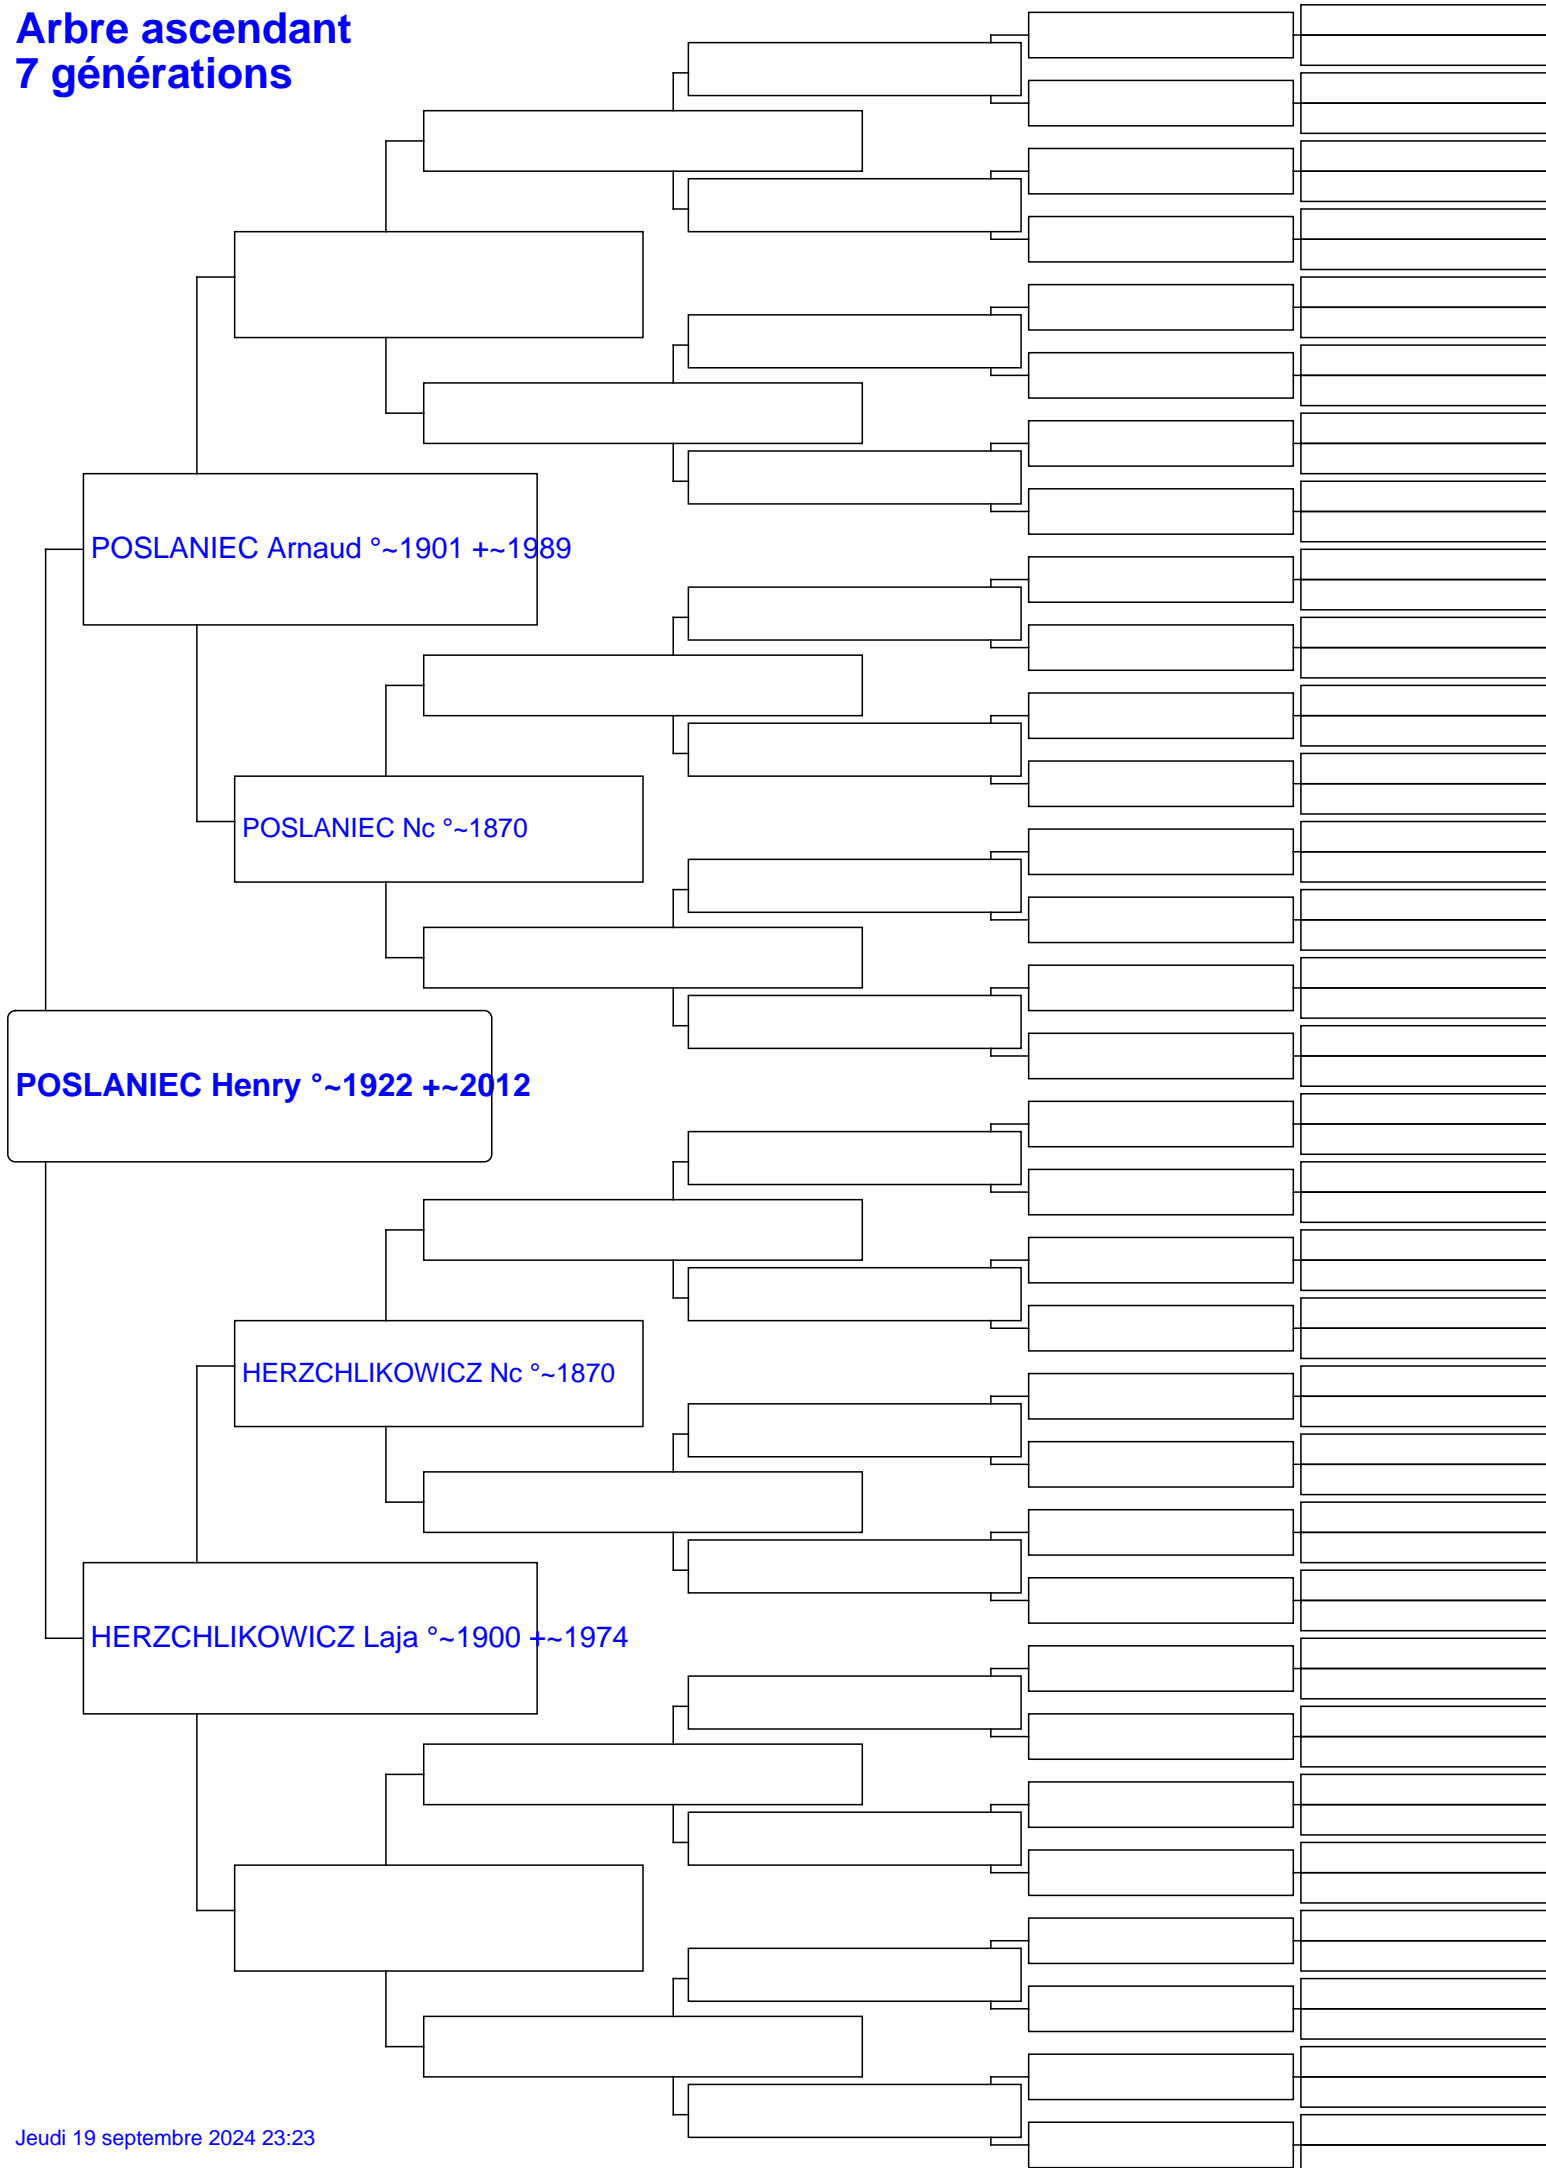 Arbre ascendant
7 générations
POSLANIEC Arnaud °~1901 +~1989
POSLANIEC Nc °~1870
POSLANIEC Henry °~1922 +~2012
HERZCHLIKOWICZ Nc °~1870
HERZCHLIKOWICZ Laja °~1900 +~1974
Jeudi 19 septembre 2024 23:23